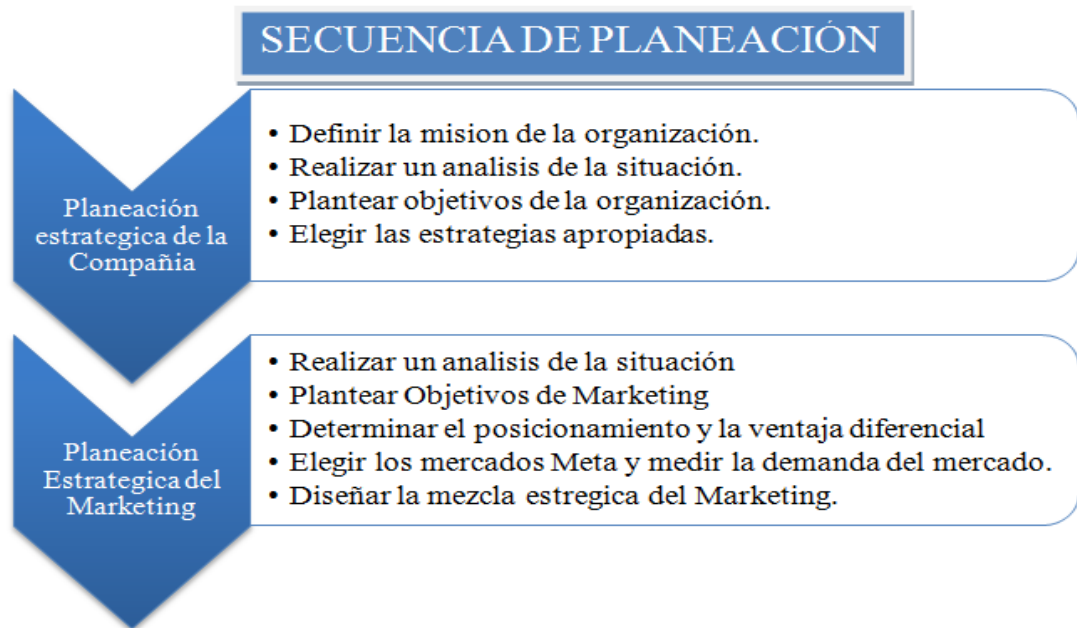 SECUENCIA DE PLANEACIÓN
Planeación
estrategica de la
Compañia
• Definir la mision de la organización.
• Realizar un analisis de la situación.
• Plantear objetivos de la organización.
• Elegir las estrategias apropiadas.
Planeación
Estrategica del
Marketing
• Realizar un analisis de la situación
• Plantear Objetivos de Marketing
• Determinar el posicionamiento y la ventaja diferencial
• Elegir los mercados Meta y medir la demanda del mercado.
• Diseñar la mezcla estregica del Marketing.